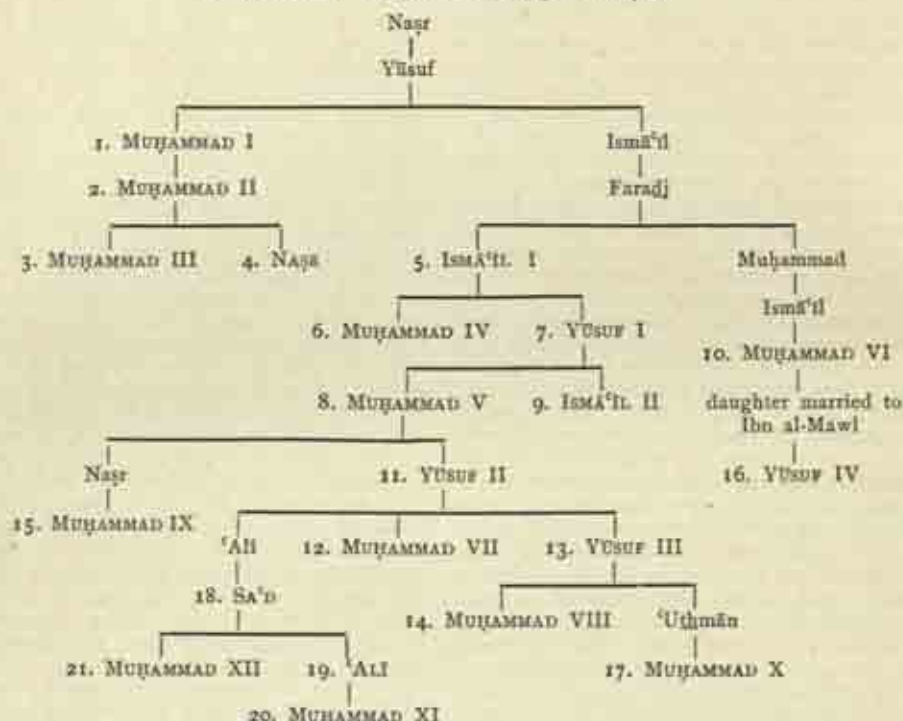 Naṣr
Yūsuf
1. MUḤAMMAD I Ismāʿīl
2. MUḤAMMAD II Faradj
3. MUḤAMMAD III 4. NAṢR 5. ISMĀʿĪL I Muḥammad
Ismāʿīl
6. MUḤAMMAD IV 7. YŪSUF I
10. MUḤAMMAD VI
8. MUḤAMMAD V 9. ISMĀʿĪL II daughter married to
Ibn al-Mawl
Naṣr 11. YŪSUF II 16. YŪSUF IV
15. MUḤAMMAD IX
ʿAlī 12. MUḤAMMAD VII 13. YŪSUF III
18. SAʿD
14. MUḤAMMAD VIII ʿUthmān
21. MUḤAMMAD XII 19. ʿALĪ 17. MUḤAMMAD X
20. MUḤAMMAD XI